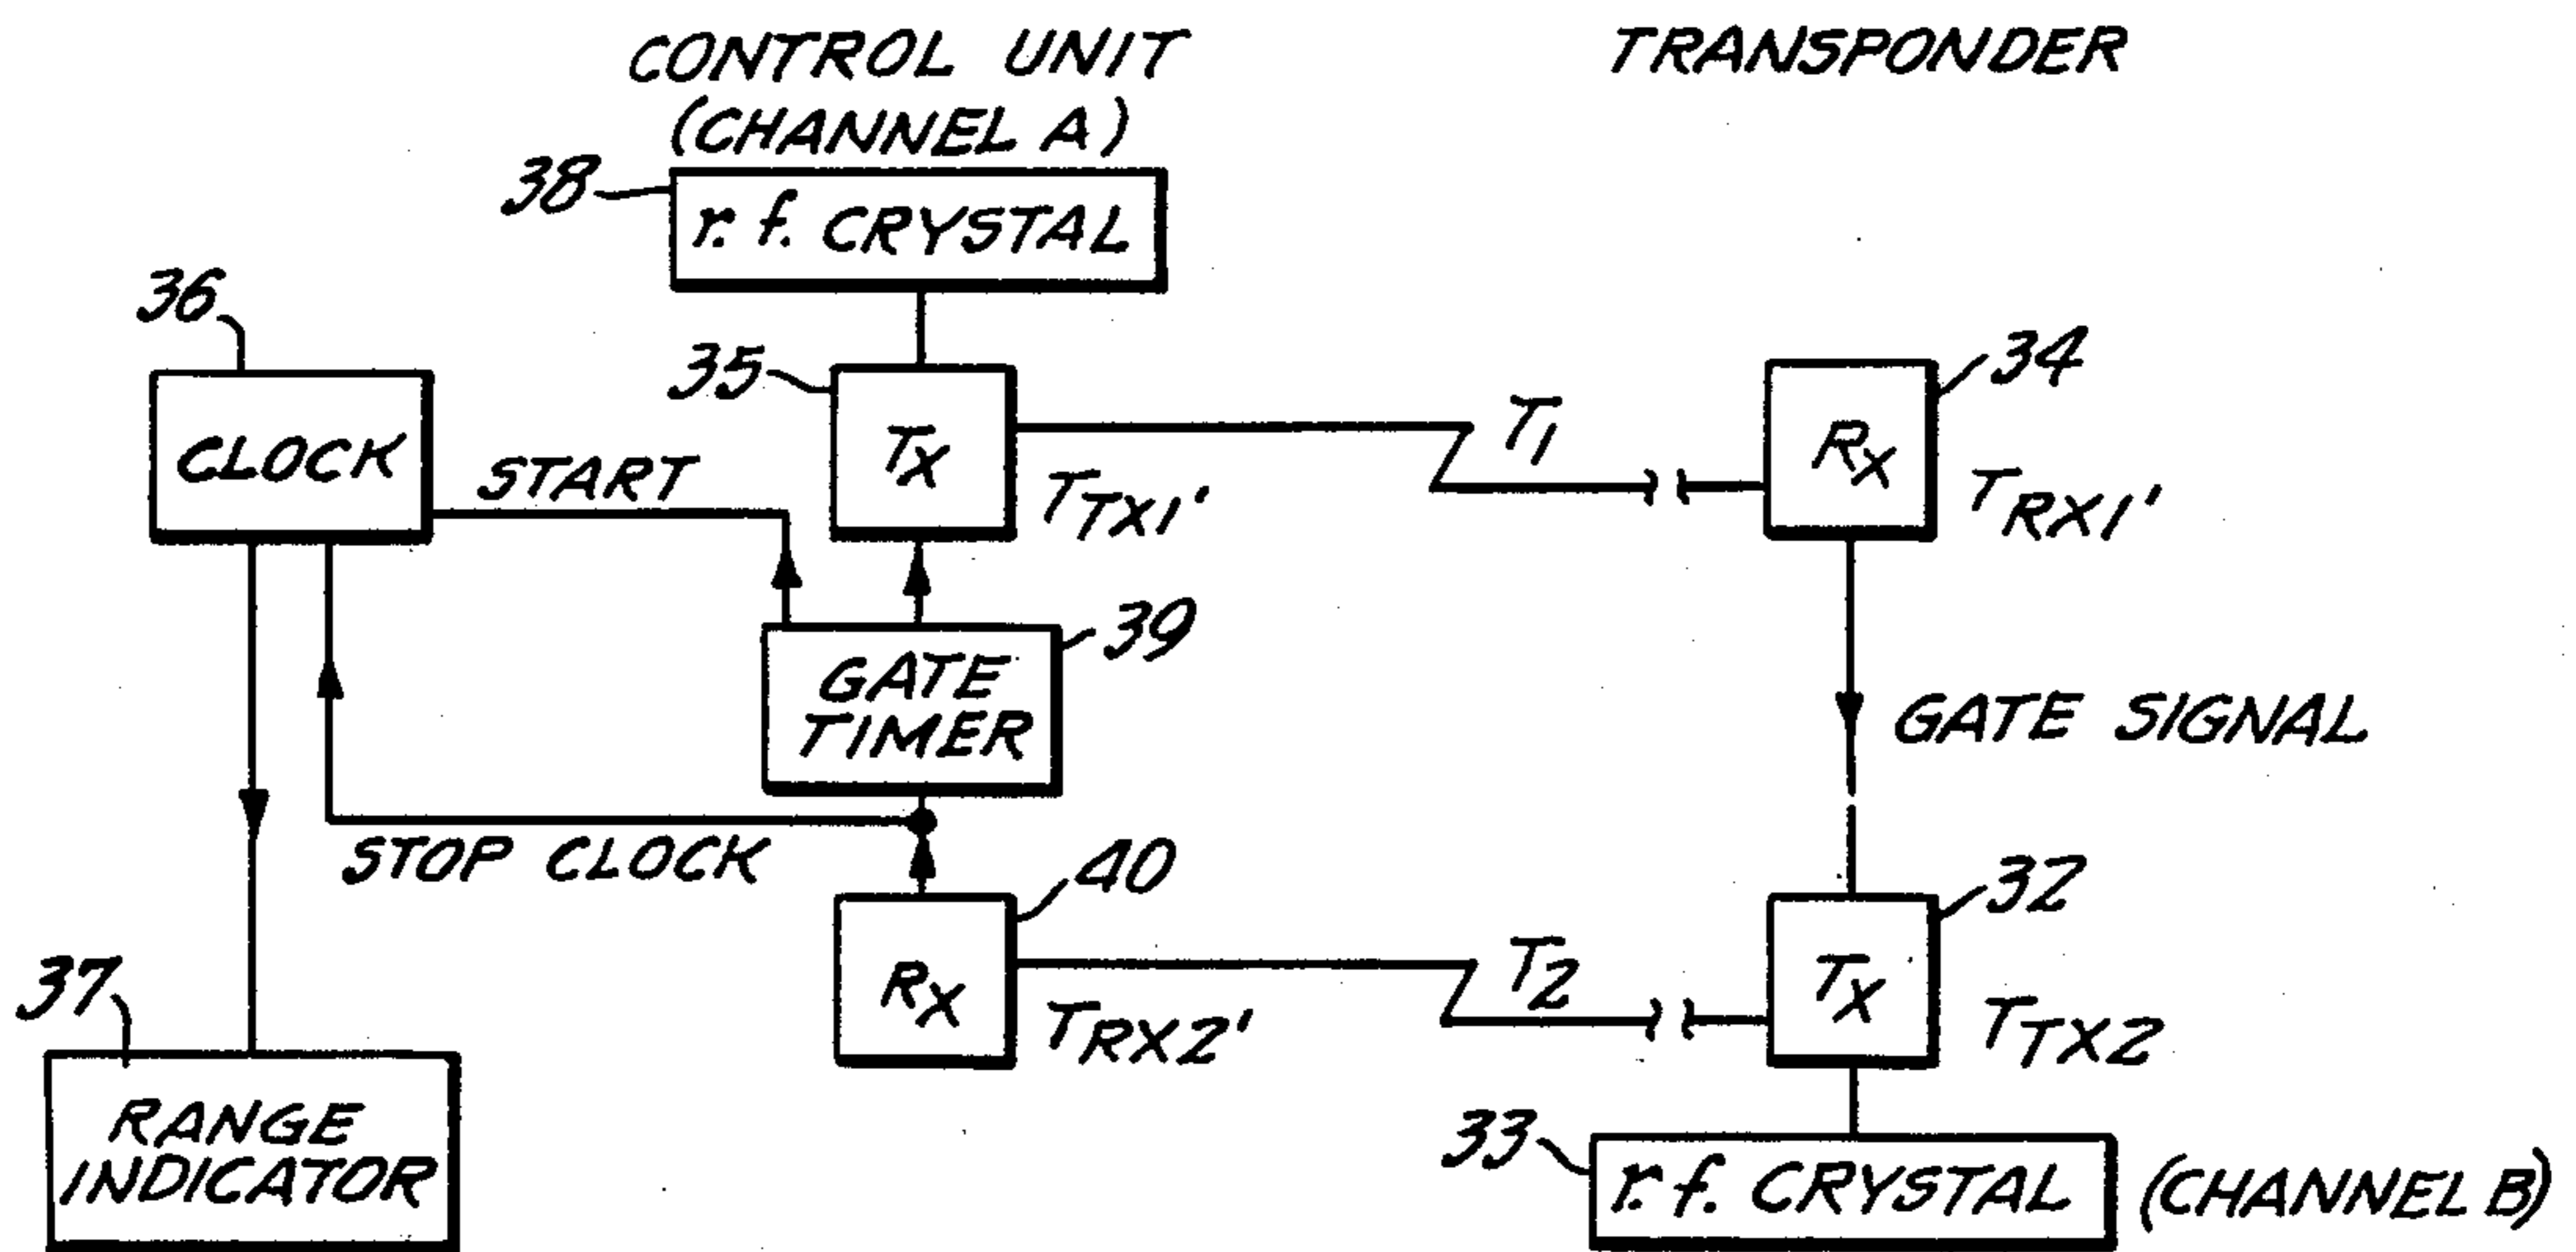 CONTROL UNIT
(CHANNEL A)
TRANSPONDER
38
r. f. CRYSTAL
36
CLOCK
START
35
TX
TTX1'
T1
34
RX
TRX1'
39
GATE
TIMER
GATE SIGNAL
STOP CLOCK
40
RX
TRX2'
T2
32
TX
TTX2
37
RANGE
INDICATOR
33
r. f. CRYSTAL
(CHANNEL B)